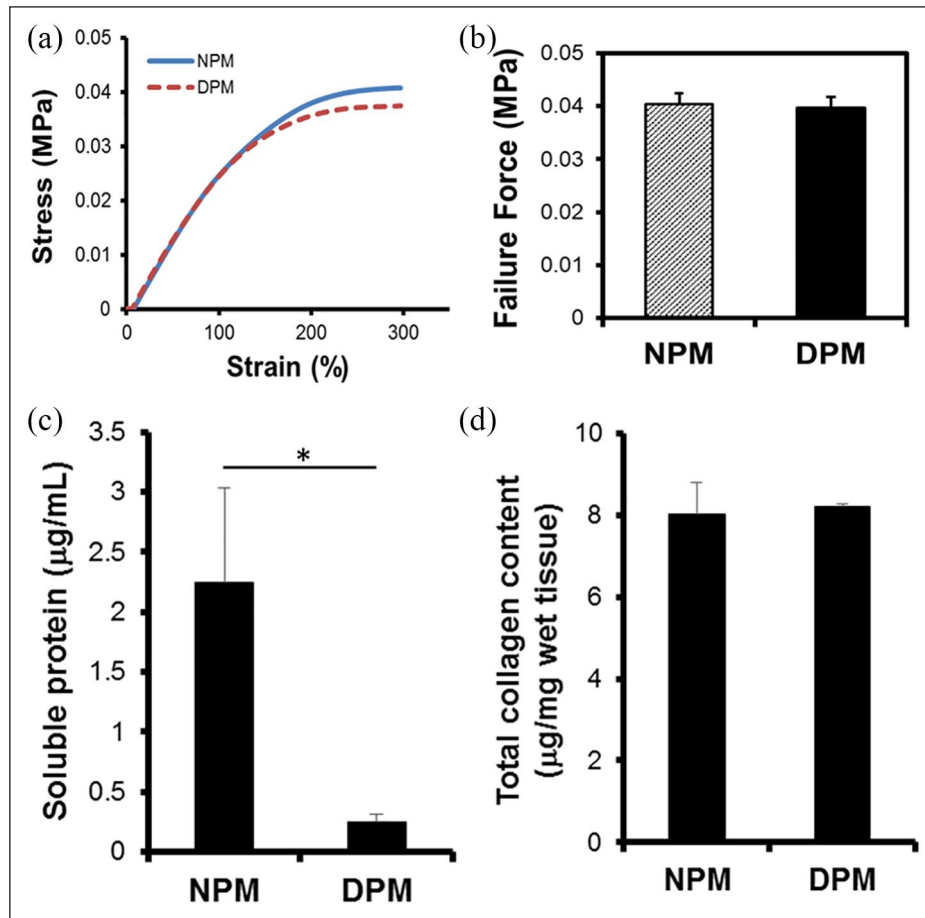 (a)
Stress (MPa)
0.05
0.04
0.03
0.02
0.01
0
NPM
DPM
0 100 200 300
Strain (%)
(b)
Failure Force (MPa)
0.05
0.04
0.03
0.02
0.01
0
NPM DPM
(c)
Soluble protein (µg/mL)
3.5
3
2.5
2
1.5
1
0.5
0
*
NPM DPM
(d)
Total collagen content
(µg/mg wet tissue)
10
8
6
4
2
0
NPM DPM